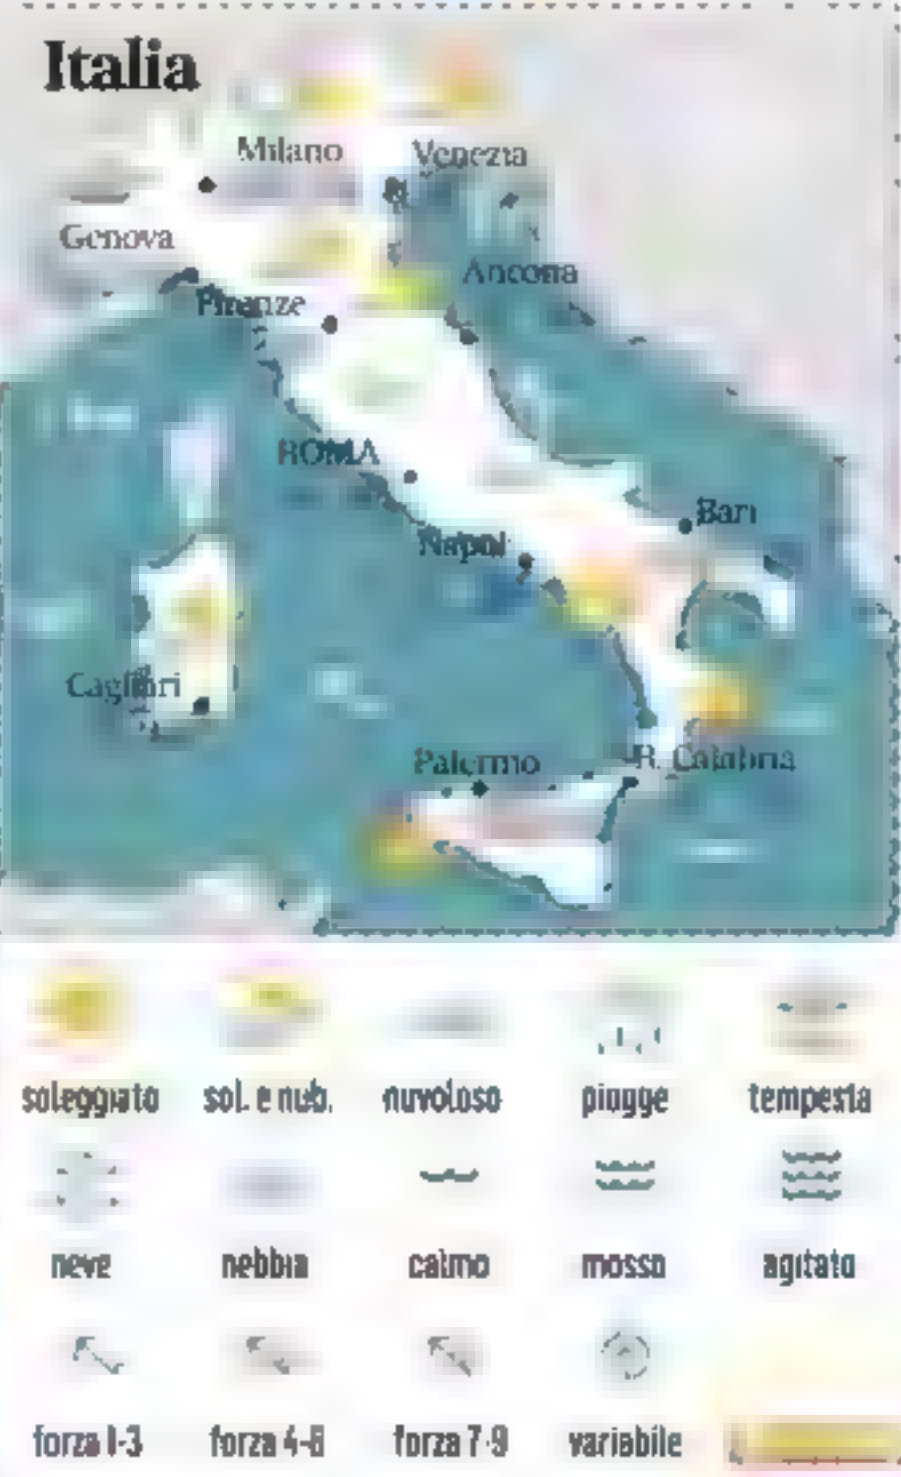 Italia
Milano
Venezia
Genova
Ancona
Firenze
ROMA
Bari
Napoli
Cagliari
Palermo
R. Calabria
soleggiato sol. e nub. nuvoloso piogge tempesta
neve nebbia calmo mosso agitato
forza 1-3 forza 4-6 forza 7-9 variabile